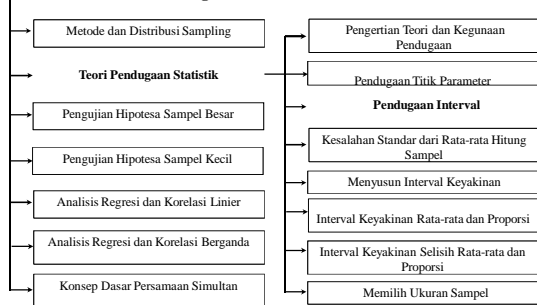 Metode dan Distribusi Sampling
Teori Pendugaan Statistik
Pengujian Hipotesa Sampel Besar
Pengujian Hipotesa Sampel Kecil
Analisis Regresi dan Korelasi Linier
Analisis Regresi dan Korelasi Berganda
Konsep Dasar Persamaan Simultan
Pengertian Teori dan Kegunaan
Pendugaan
Pendugaan Titik Parameter
Pendugaan Interval
Kesalahan Standar dari Rata-rata Hitung
Sampel
Menyusun Interval Keyakinan
Interval Keyakinan Rata-rata dan Proporsi
Interval Keyakinan Selisih Rata-rata dan
Proporsi
Memilih Ukuran Sampel